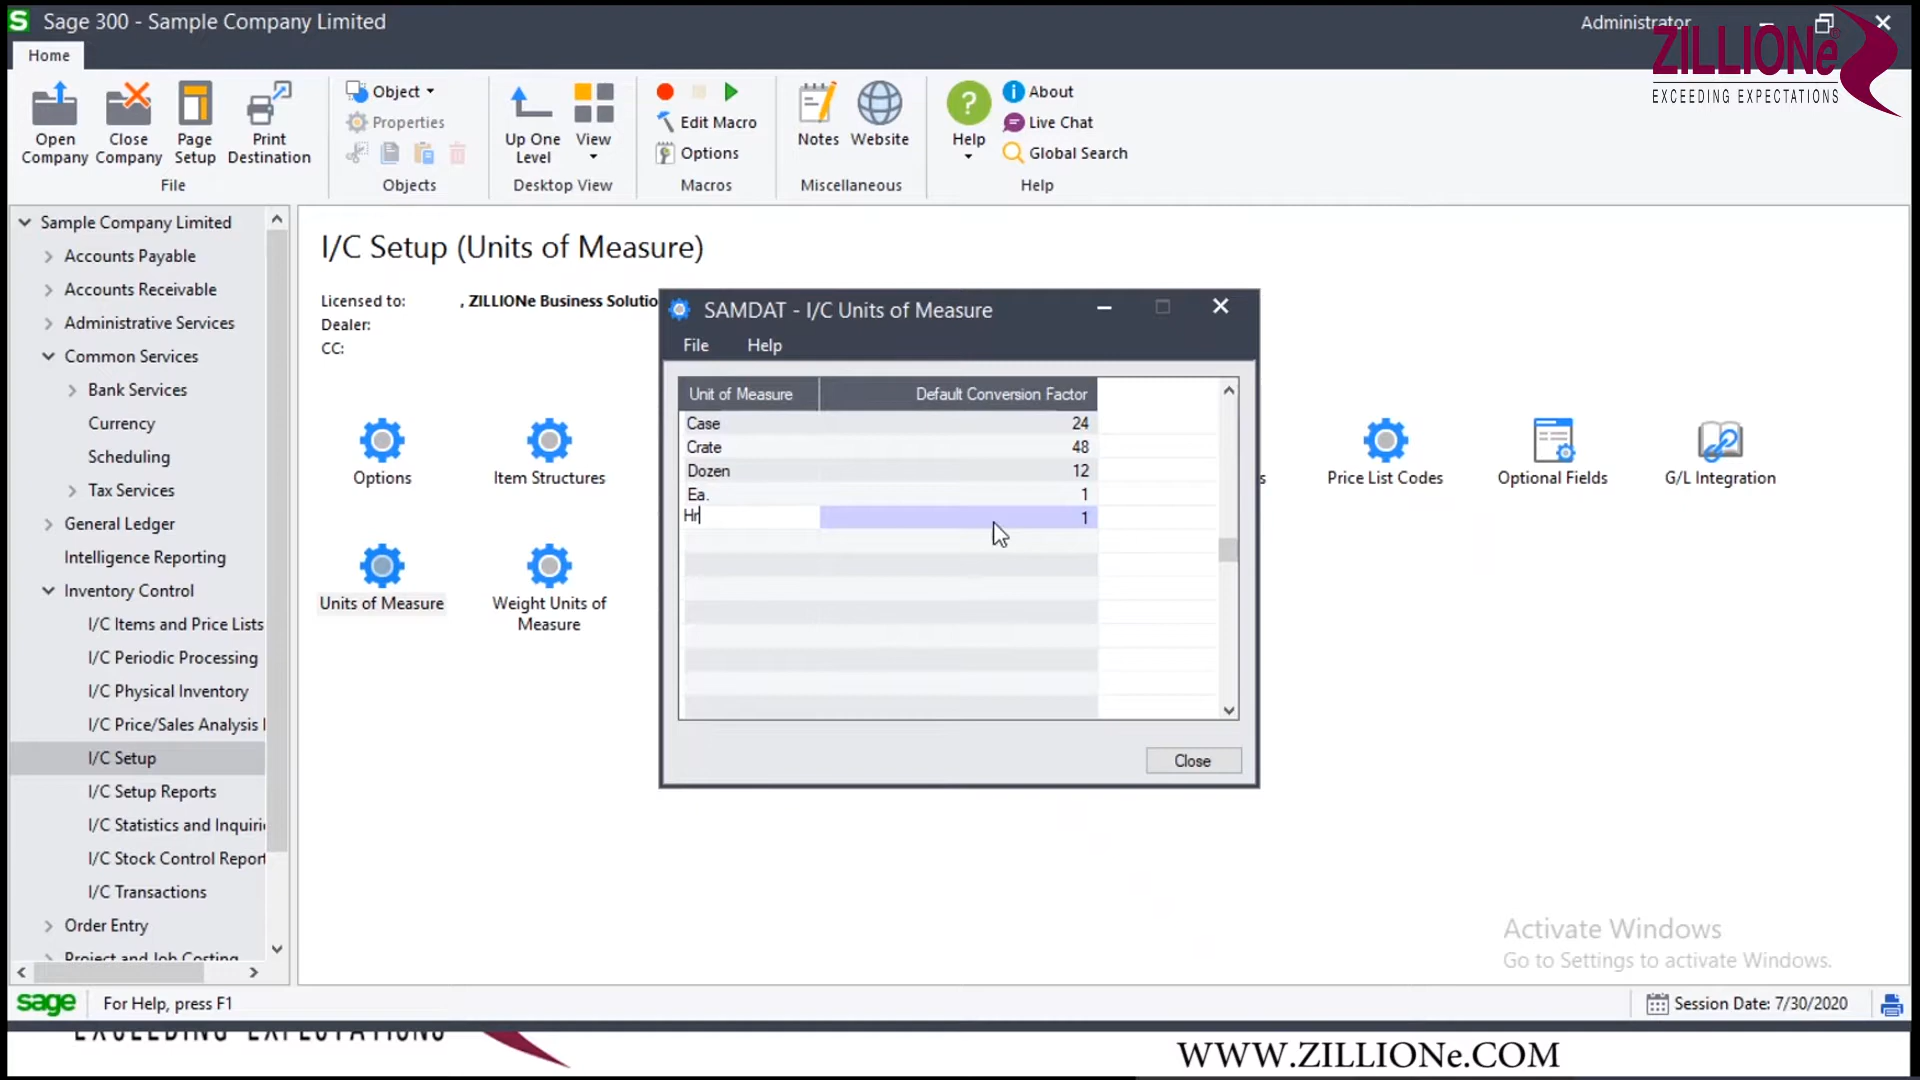 Sage 300 - Sample Company Limited
Administrator
ZILLIONe
EXCEEDING EXPECTATIONS
Home
Open Company
Close Company
Page Setup
Print Destination
File
Object
Properties
Objects
Up One Level
View
Desktop View
Edit Macro
Options
Macros
Notes
Website
Miscellaneous
Help
About
Live Chat
Global Search
Help
Sample Company Limited
Accounts Payable
Accounts Receivable
Administrative Services
Common Services
Bank Services
Currency
Scheduling
Tax Services
General Ledger
Intelligence Reporting
Inventory Control
I/C Items and Price Lists
I/C Periodic Processing
I/C Physical Inventory
I/C Price/Sales Analysis
I/C Setup
I/C Setup Reports
I/C Statistics and Inquiri
I/C Stock Control Report
I/C Transactions
Order Entry
Project and Job Costing
I/C Setup (Units of Measure)
Licensed to: , ZILLIONe Business Solutio
Dealer:
CC:
Options
Item Structures
s
Price List Codes
Optional Fields
G/L Integration
Units of Measure
Weight Units of Measure
SAMDAT - I/C Units of Measure
File Help
Unit of Measure Default Conversion Factor
Case 24
Crate 48
Dozen 12
Ea. 1
Hr 1
Close
Activate Windows
Go to Settings to activate Windows.
sage For Help, press F1
Session Date: 7/30/2020
EXCEEDING EXPECTATIONS
WWW.ZILLIONe.COM